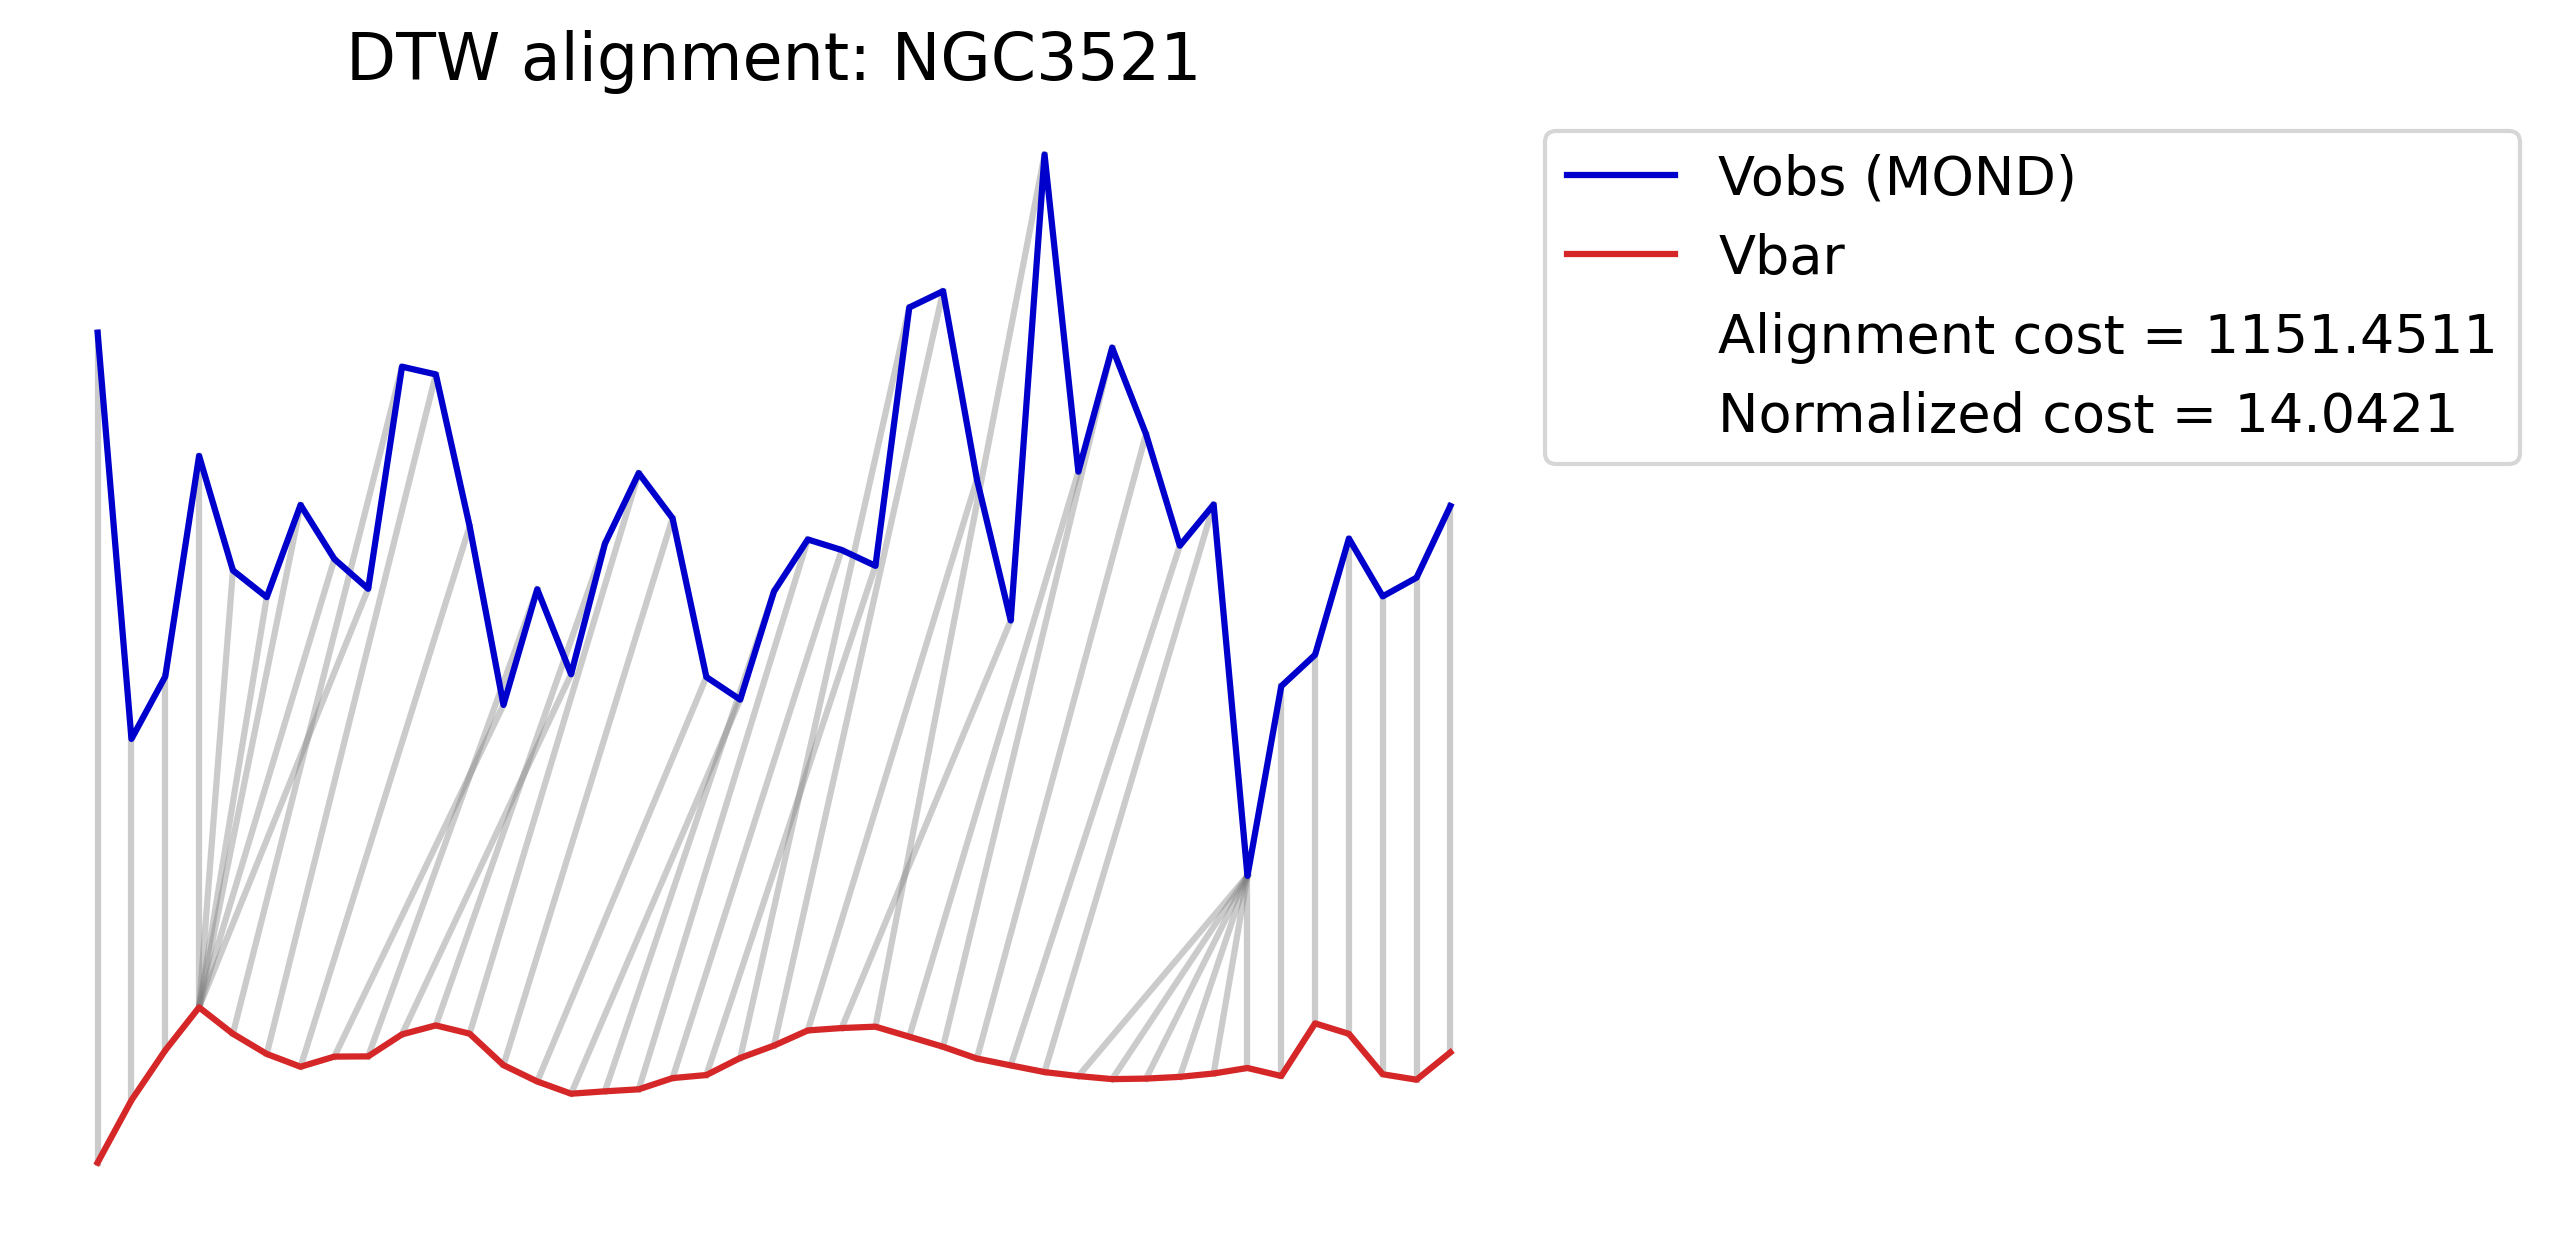 DTW alignment: NGC3521
Vobs (MOND)
Vbar
Alignment cost = 1151.4511
Normalized cost = 14.0421